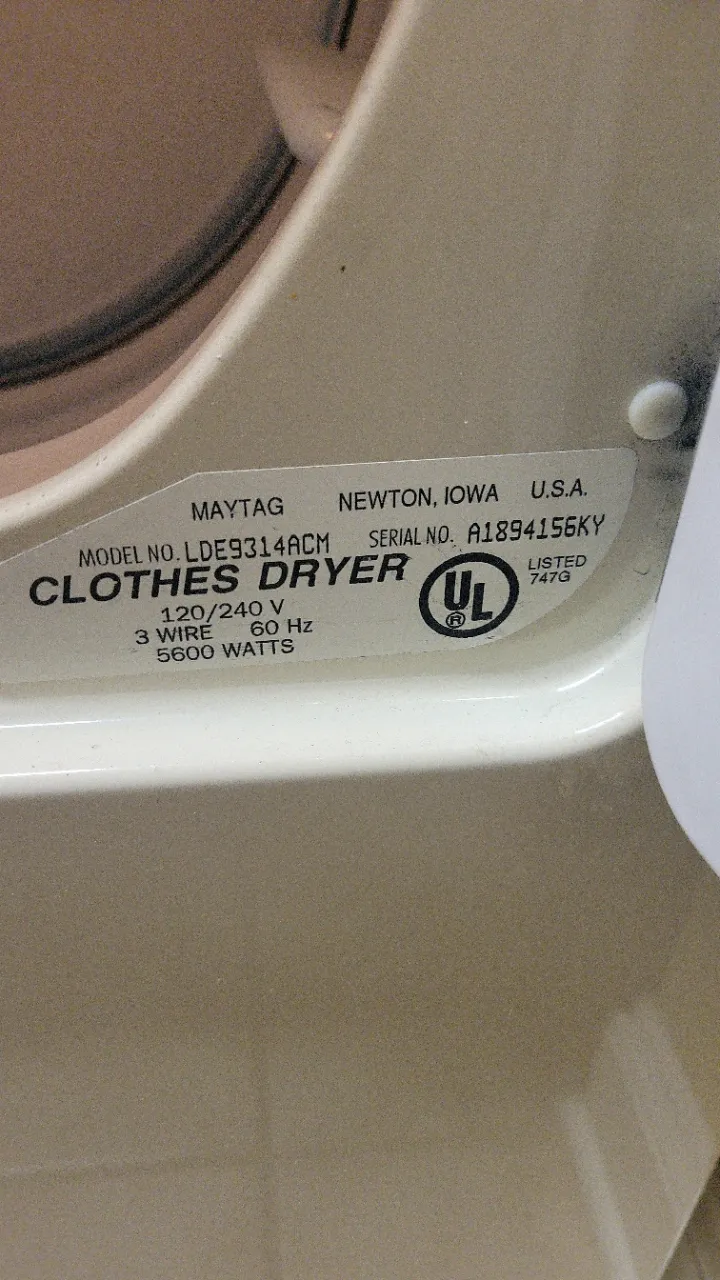 MAYTAG NEWTON, IOWA U.S.A.
MODEL NO. LDE9314ACM SERIAL NO. A1894156KY
CLOTHES DRYER
UL ® LISTED
747G
120/240 V
3 WIRE 60 Hz
5600 WATTS